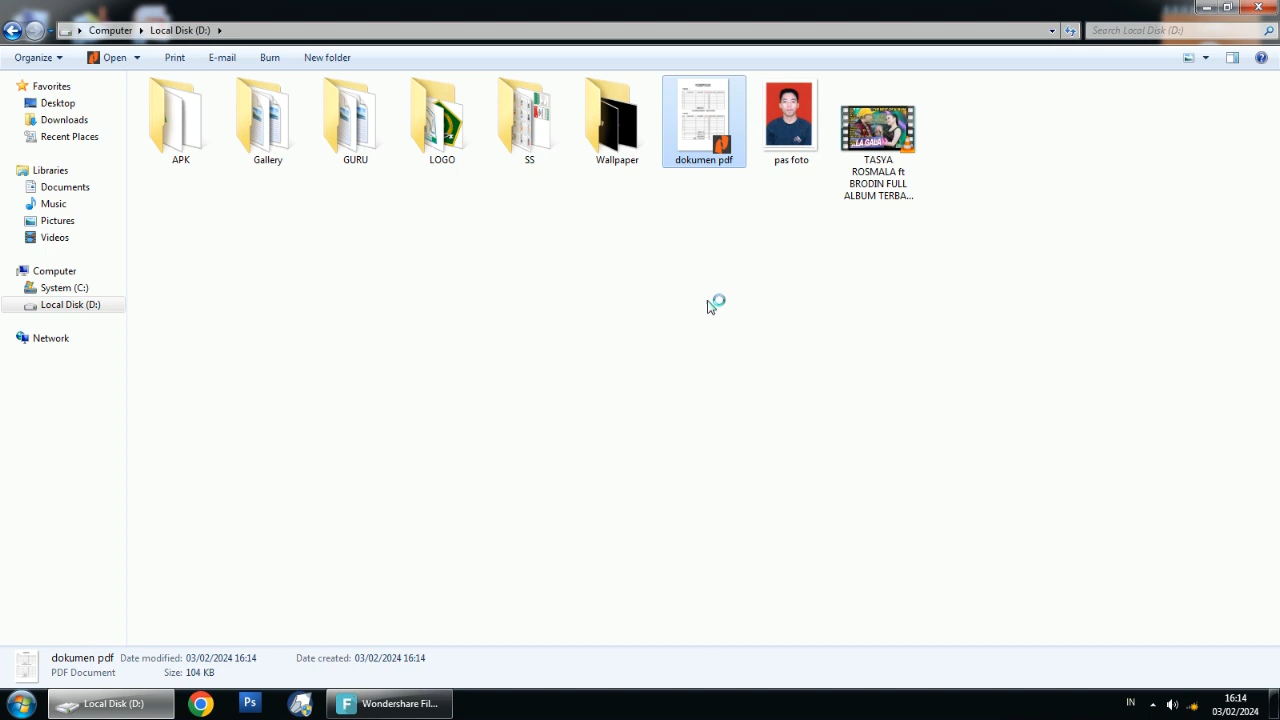 Computer
Local Disk (D:)
Search Local Disk (D:)
Organize
Open
Print
E-mail
Burn
New folder
Favorites
Desktop
Downloads
Recent Places
Libraries
Documents
Music
Pictures
Videos
Computer
System (C:)
Local Disk (D:)
Network
APK
Gallery
GURU
LOGO
SS
Wallpaper
dokumen pdf
pas foto
LA GALA
TASYA
ROSMALA ft
BRODIN FULL
ALBUM TERBA...
dokumen pdf Date modified: 03/02/2024 16:14 Date created: 03/02/2024 16:14
PDF Document Size: 104 KB
Local Disk (D:)
Ps
F
Wondershare Fil...
IN
16:14
03/02/2024